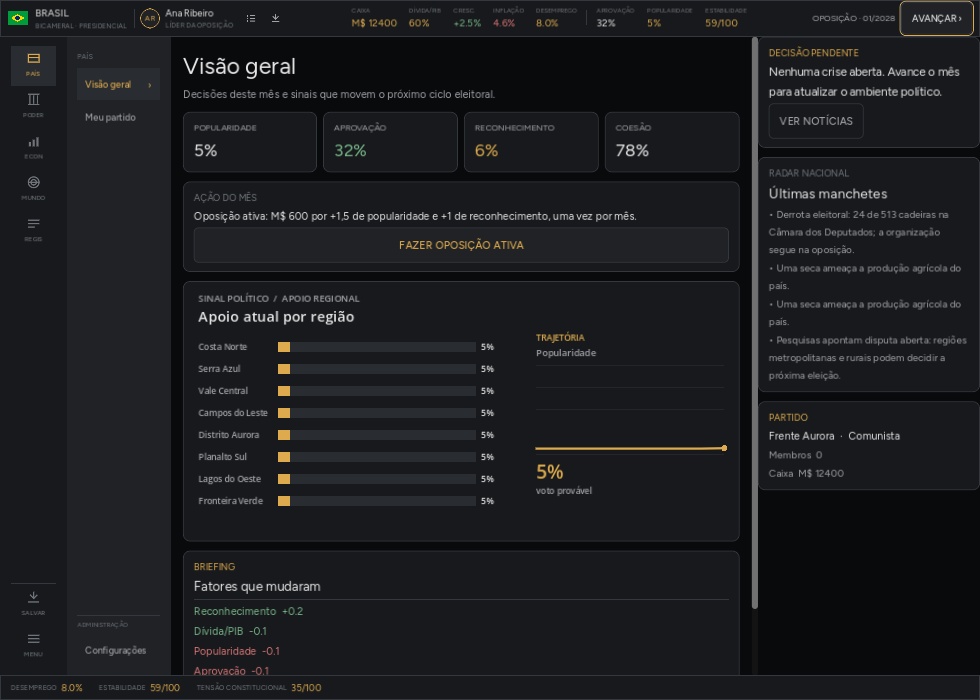 BRASIL
BICAMERAL · PRESIDENCIAL
AR
Ana Ribeiro
LÍDER DA OPOSIÇÃO
CAIXA
M$ 12400
DÍVIDA/PIB
60%
CRESC.
+2.5%
INFLAÇÃO
4.6%
DESEMPREGO
8.0%
APROVAÇÃO
32%
POPULARIDADE
5%
ESTABILIDADE
59/100
OPOSIÇÃO · 01/2028
AVANÇAR ›
PAÍS
PODER
ECON
MUNDO
REGIS
SALVAR
MENU
PAÍS
Visão geral ›
Meu partido
ADMINISTRAÇÃO
Configurações
Visão geral
Decisões deste mês e sinais que movem o próximo ciclo eleitoral.
POPULARIDADE
5%
APROVAÇÃO
32%
RECONHECIMENTO
6%
COESÃO
78%
AÇÃO DO MÊS
Oposição ativa: M$ 600 por +1,5 de popularidade e +1 de reconhecimento, uma vez por mês.
FAZER OPOSIÇÃO ATIVA
SINAL POLÍTICO / APOIO REGIONAL
Apoio atual por região
Costa Norte 5%
Serra Azul 5%
Vale Central 5%
Campos do Leste 5%
Distrito Aurora 5%
Planalto Sul 5%
Lagos do Oeste 5%
Fronteira Verde 5%
TRAJETÓRIA
Popularidade
5%
voto provável
BRIEFING
Fatores que mudaram
Reconhecimento +0.2
Dívida/PIB -0.1
Popularidade -0.1
Aprovação -0.1
DECISÃO PENDENTE
Nenhuma crise aberta. Avance o mês
para atualizar o ambiente político.
VER NOTÍCIAS
RADAR NACIONAL
Últimas manchetes
• Derrota eleitoral: 24 de 513 cadeiras na
Câmara dos Deputados; a organização
segue na oposição.
• Uma seca ameaça a produção agrícola do
país.
• Uma seca ameaça a produção agrícola do
país.
• Pesquisas apontam disputa aberta: regiões
metropolitanas e rurais podem decidir a
próxima eleição.
PARTIDO
Frente Aurora · Comunista
Membros 0
Caixa M$ 12400
DESEMPREGO 8.0%
ESTABILIDADE 59/100
TENSÃO CONSTITUCIONAL 35/100